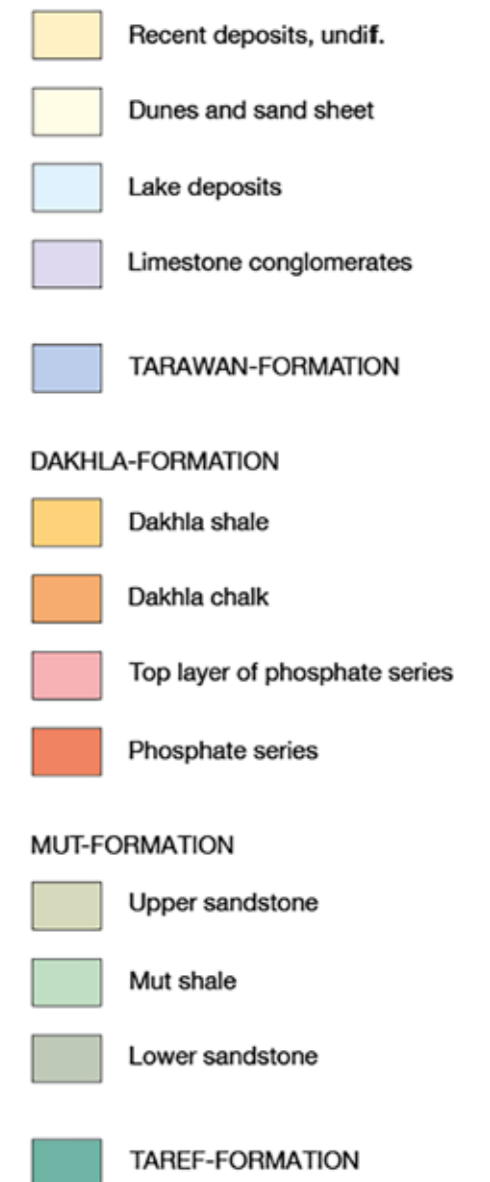 Recent deposits, undif.
Dunes and sand sheet
Lake deposits
Limestone conglomerates
TARAWAN-FORMATION
DAKHLA-FORMATION
Dakhla shale
Dakhla chalk
Top layer of phosphate series
Phosphate series
MUT-FORMATION
Upper sandstone
Mut shale
Lower sandstone
TAREF-FORMATION